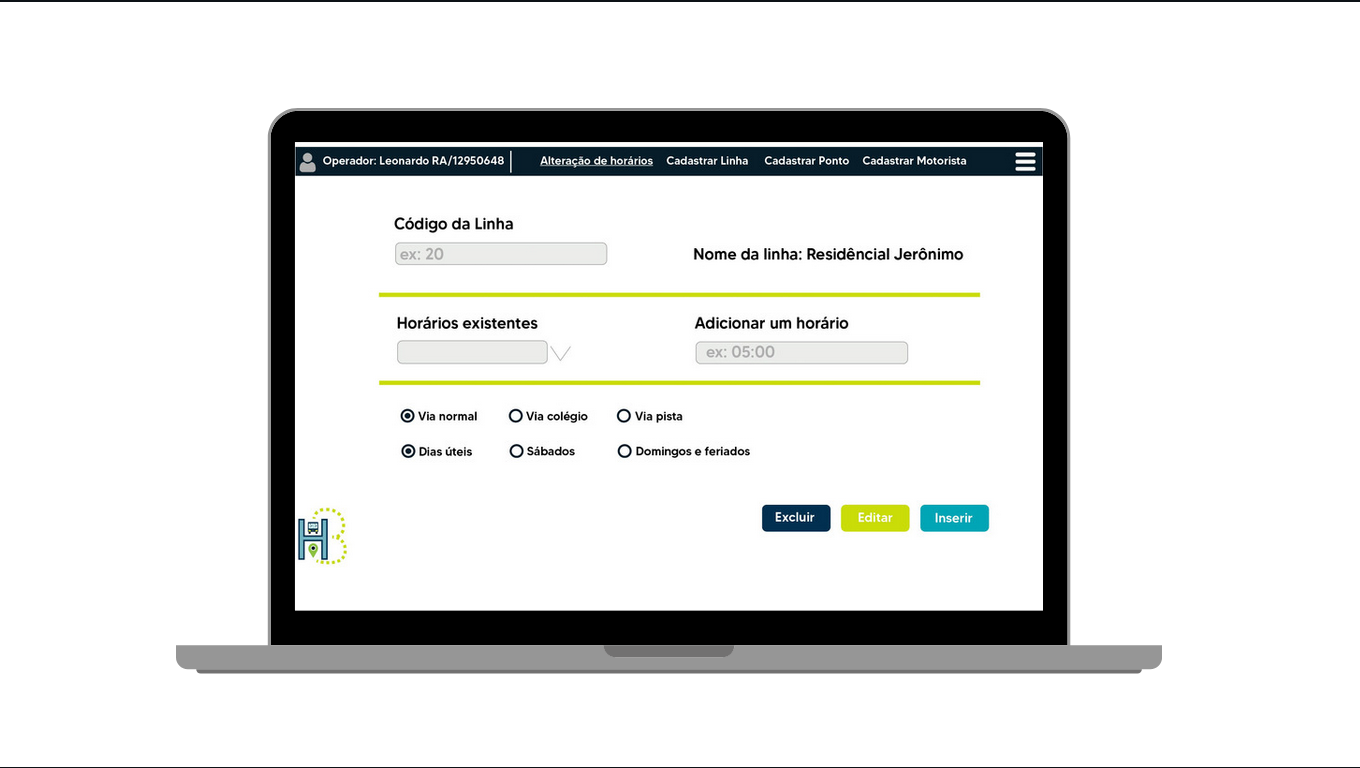 Operador: Leonardo RA/12950648 Alteração de horários Cadastrar Linha Cadastrar Ponto Cadastrar Motorista
Código da Linha
ex: 20
Nome da linha: Residêncial Jerônimo
Horários existentes Adicionar um horário
ex: 05:00
Via normal Via colégio Via pista
Dias úteis Sábados Domingos e feriados
Excluir Editar Inserir
HB